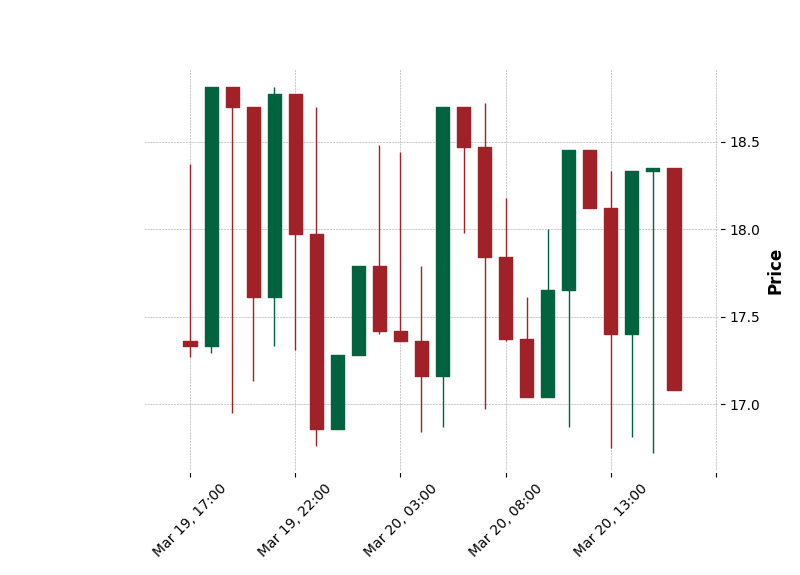 18.5
18.0
17.5
17.0
Price
Mar 19, 17:00
Mar 19, 22:00
Mar 20, 03:00
Mar 20, 08:00
Mar 20, 13:00